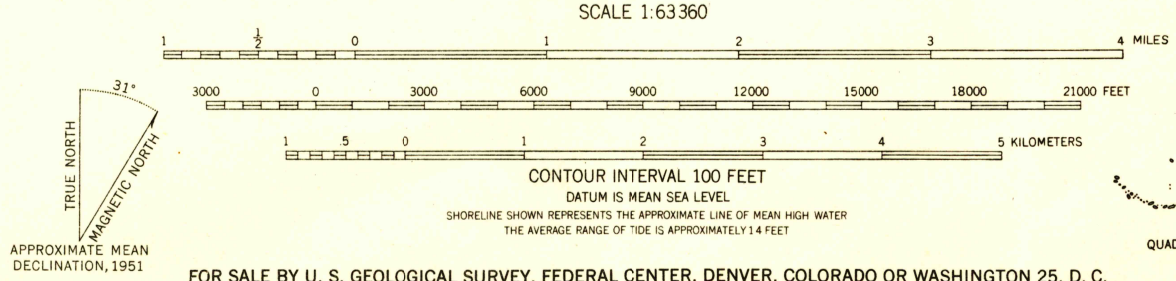 SCALE 1:63360
1 ½ 0 1 2 3 4 MILES
3000 0 3000 6000 9000 12000 15000 18000 21000 FEET
1 .5 0 1 2 3 4 5 KILOMETERS
31°
TRUE NORTH
MAGNETIC NORTH
APPROXIMATE MEAN
DECLINATION, 1951
CONTOUR INTERVAL 100 FEET
DATUM IS MEAN SEA LEVEL
SHORELINE SHOWN REPRESENTS THE APPROXIMATE LINE OF MEAN HIGH WATER
THE AVERAGE RANGE OF TIDE IS APPROXIMATELY 14 FEET
QUAD
FOR SALE BY U. S. GEOLOGICAL SURVEY, FEDERAL CENTER, DENVER, COLORADO OR WASHINGTON 25, D. C.